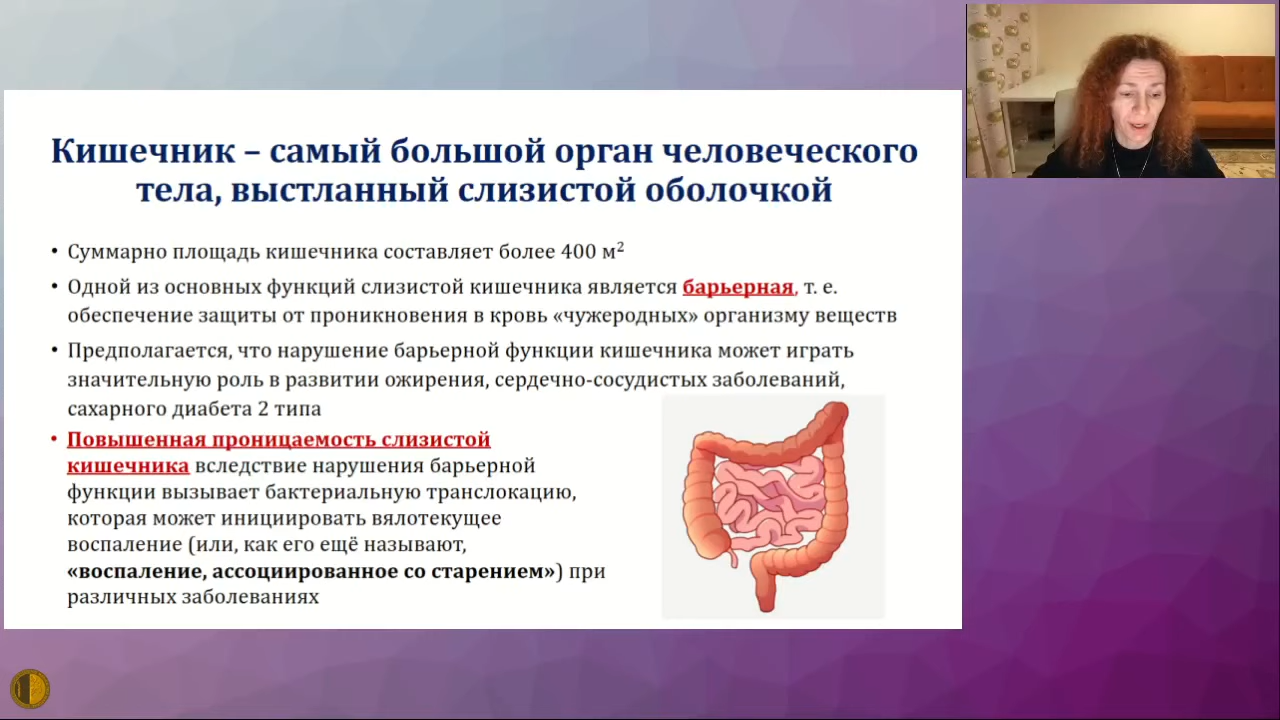 Кишечник – самый большой орган человеческого
тела, выстланный слизистой оболочкой
• Суммарно площадь кишечника составляет более 400 м²
• Одной из основных функций слизистой кишечника является барьерная, т. е.
обеспечение защиты от проникновения в кровь «чужеродных» организму веществ
• Предполагается, что нарушение барьерной функции кишечника может играть
значительную роль в развитии ожирения, сердечно-сосудистых заболеваний,
сахарного диабета 2 типа
• Повышенная проницаемость слизистой
кишечника вследствие нарушения барьерной
функции вызывает бактериальную транслокацию,
которая может инициировать вялотекущее
воспаление (или, как его ещё называют,
«воспаление, ассоциированное со старением») при
различных заболеваниях